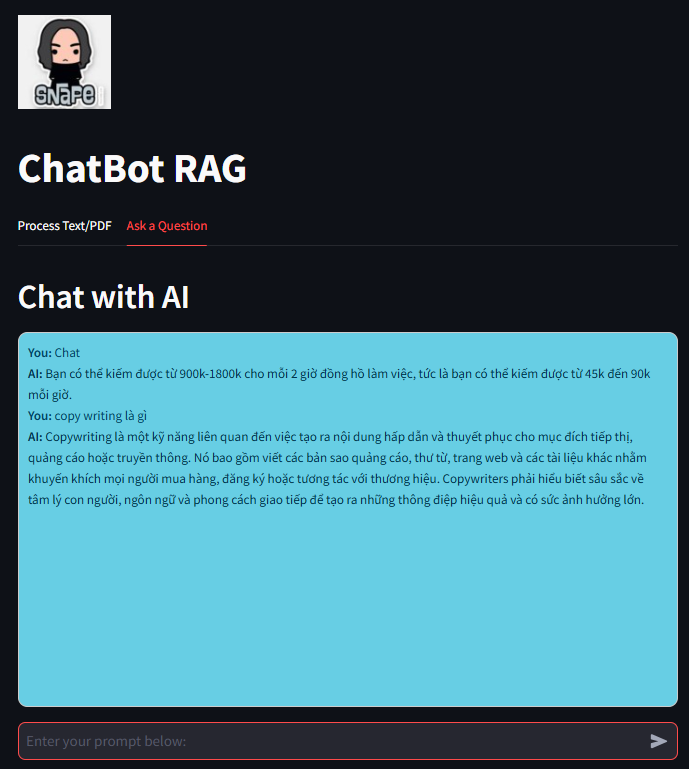 SNAPE
ChatBot RAG
Process Text/PDF Ask a Question
Chat with AI
You: Chat
AI: Bạn có thể kiếm được từ 900k-1800k cho mỗi 2 giờ đồng hồ làm việc, tức là bạn có thể kiếm được từ 45k đến 90k
mỗi giờ.
You: copy writing là gì
AI: Copywriting là một kỹ năng liên quan đến việc tạo ra nội dung hấp dẫn và thuyết phục cho mục đích tiếp thị,
quảng cáo hoặc truyền thông. Nó bao gồm viết các bản sao quảng cáo, thư từ, trang web và các tài liệu khác nhằm
khuyến khích mọi người mua hàng, đăng ký hoặc tương tác với thương hiệu. Copywriters phải hiểu biết sâu sắc về
tâm lý con người, ngôn ngữ và phong cách giao tiếp để tạo ra những thông điệp hiệu quả và có sức ảnh hưởng lớn.
Enter your prompt below: